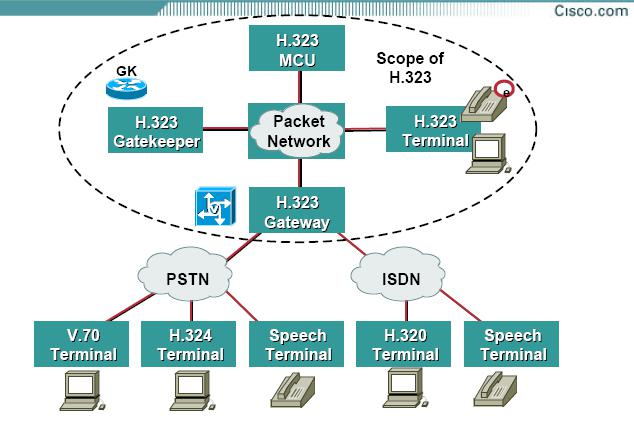 Cisco.com
H.323
MCU
Scope of
H.323
GK
e
H.323
Gatekeeper
Packet
Network
H.323
Terminal
V
H.323
Gateway
PSTN
ISDN
V.70
Terminal
H.324
Terminal
Speech
Terminal
H.320
Terminal
Speech
Terminal